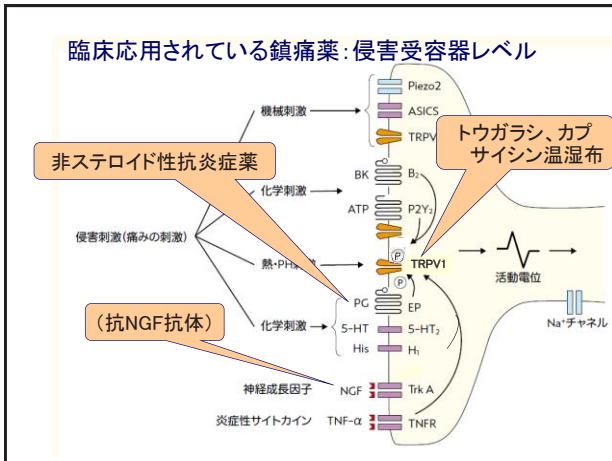 臨床応用されている鎮痛薬：侵害受容器レベル
機械刺激
Piezo2
ASICS
TRPV
トウガラシ、カプ
サイシン温湿布
非ステロイド性抗炎症薬
化学刺激
BK
B₂
ATP
P2Y₂
侵害刺激(痛みの刺激)
熱・PH
P
TRPV1
P
活動電位
PG
EP
（抗NGF抗体）
化学刺激
5-HT
5-HT₂
His
H₁
Na⁺チャネル
神経成長因子
NGF
Trk A
炎症性サイトカイン
TNF-α
TNFR